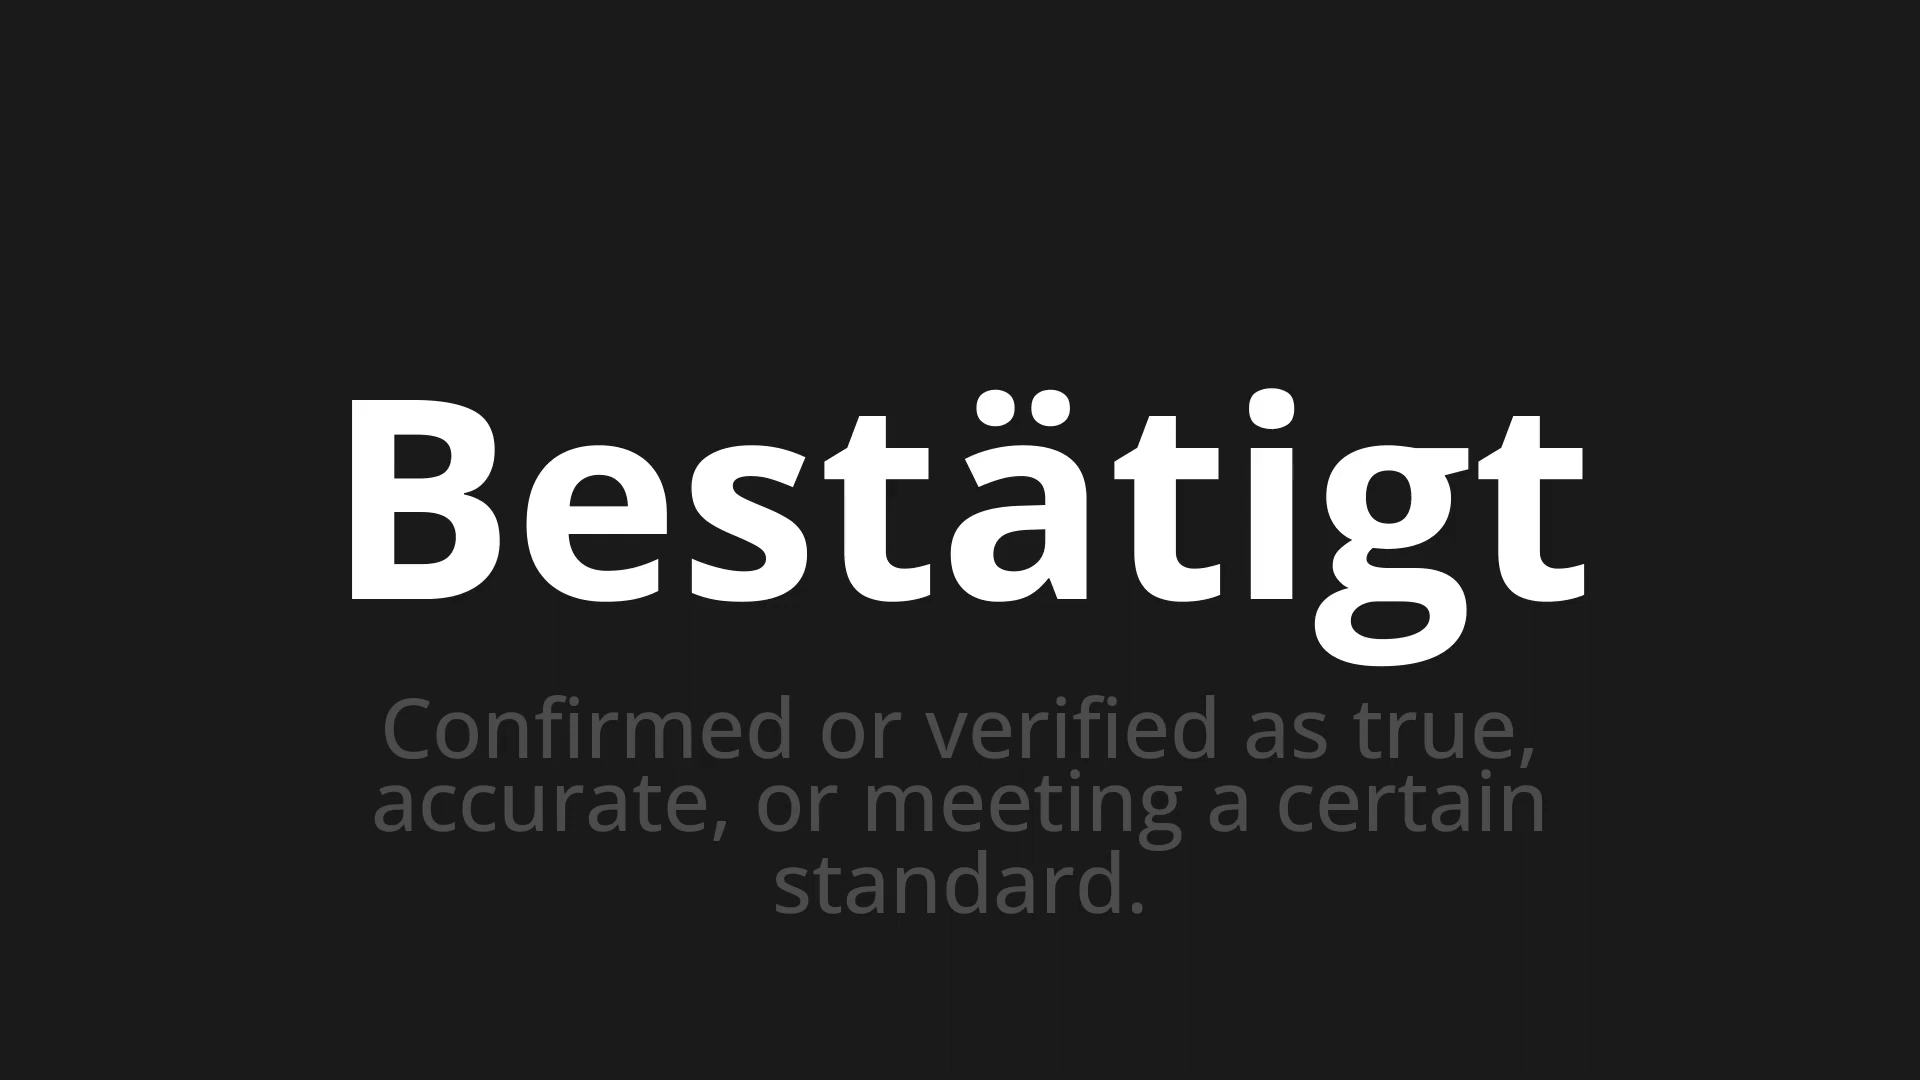 Bestätigt
Confirmed or verified as true,
accurate, or meeting a certain
standard.